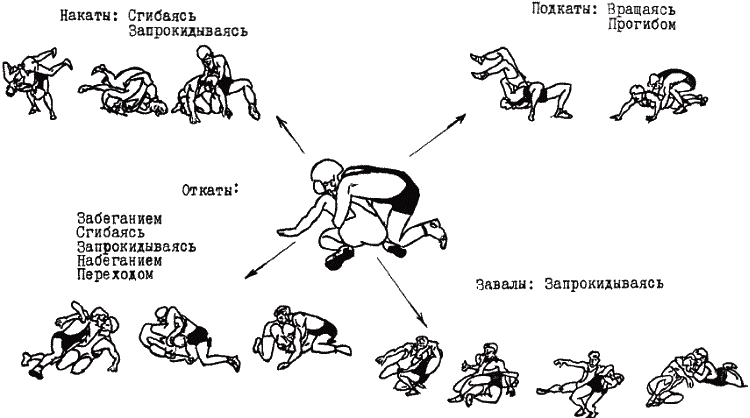 Накаты: Сгибаясь
Запрокидываясь
Подкаты: Вращаясь
Прогибом
Откаты:
Забеганием
Сгибаясь
Запрокидываясь
Набеганием
Переходом
Завалы: Запрокидываясь